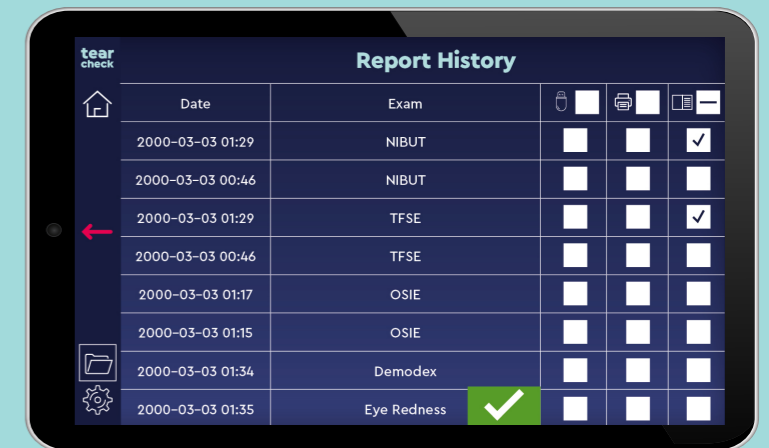 tear
check
Report History
Date Exam
2000-03-03 01:29 NIBUT
2000-03-03 00:46 NIBUT
2000-03-03 01:29 TFSE
2000-03-03 00:46 TFSE
2000-03-03 01:17 OSIE
2000-03-03 01:15 OSIE
2000-03-03 01:34 Demodex
2000-03-03 01:35 Eye Redness